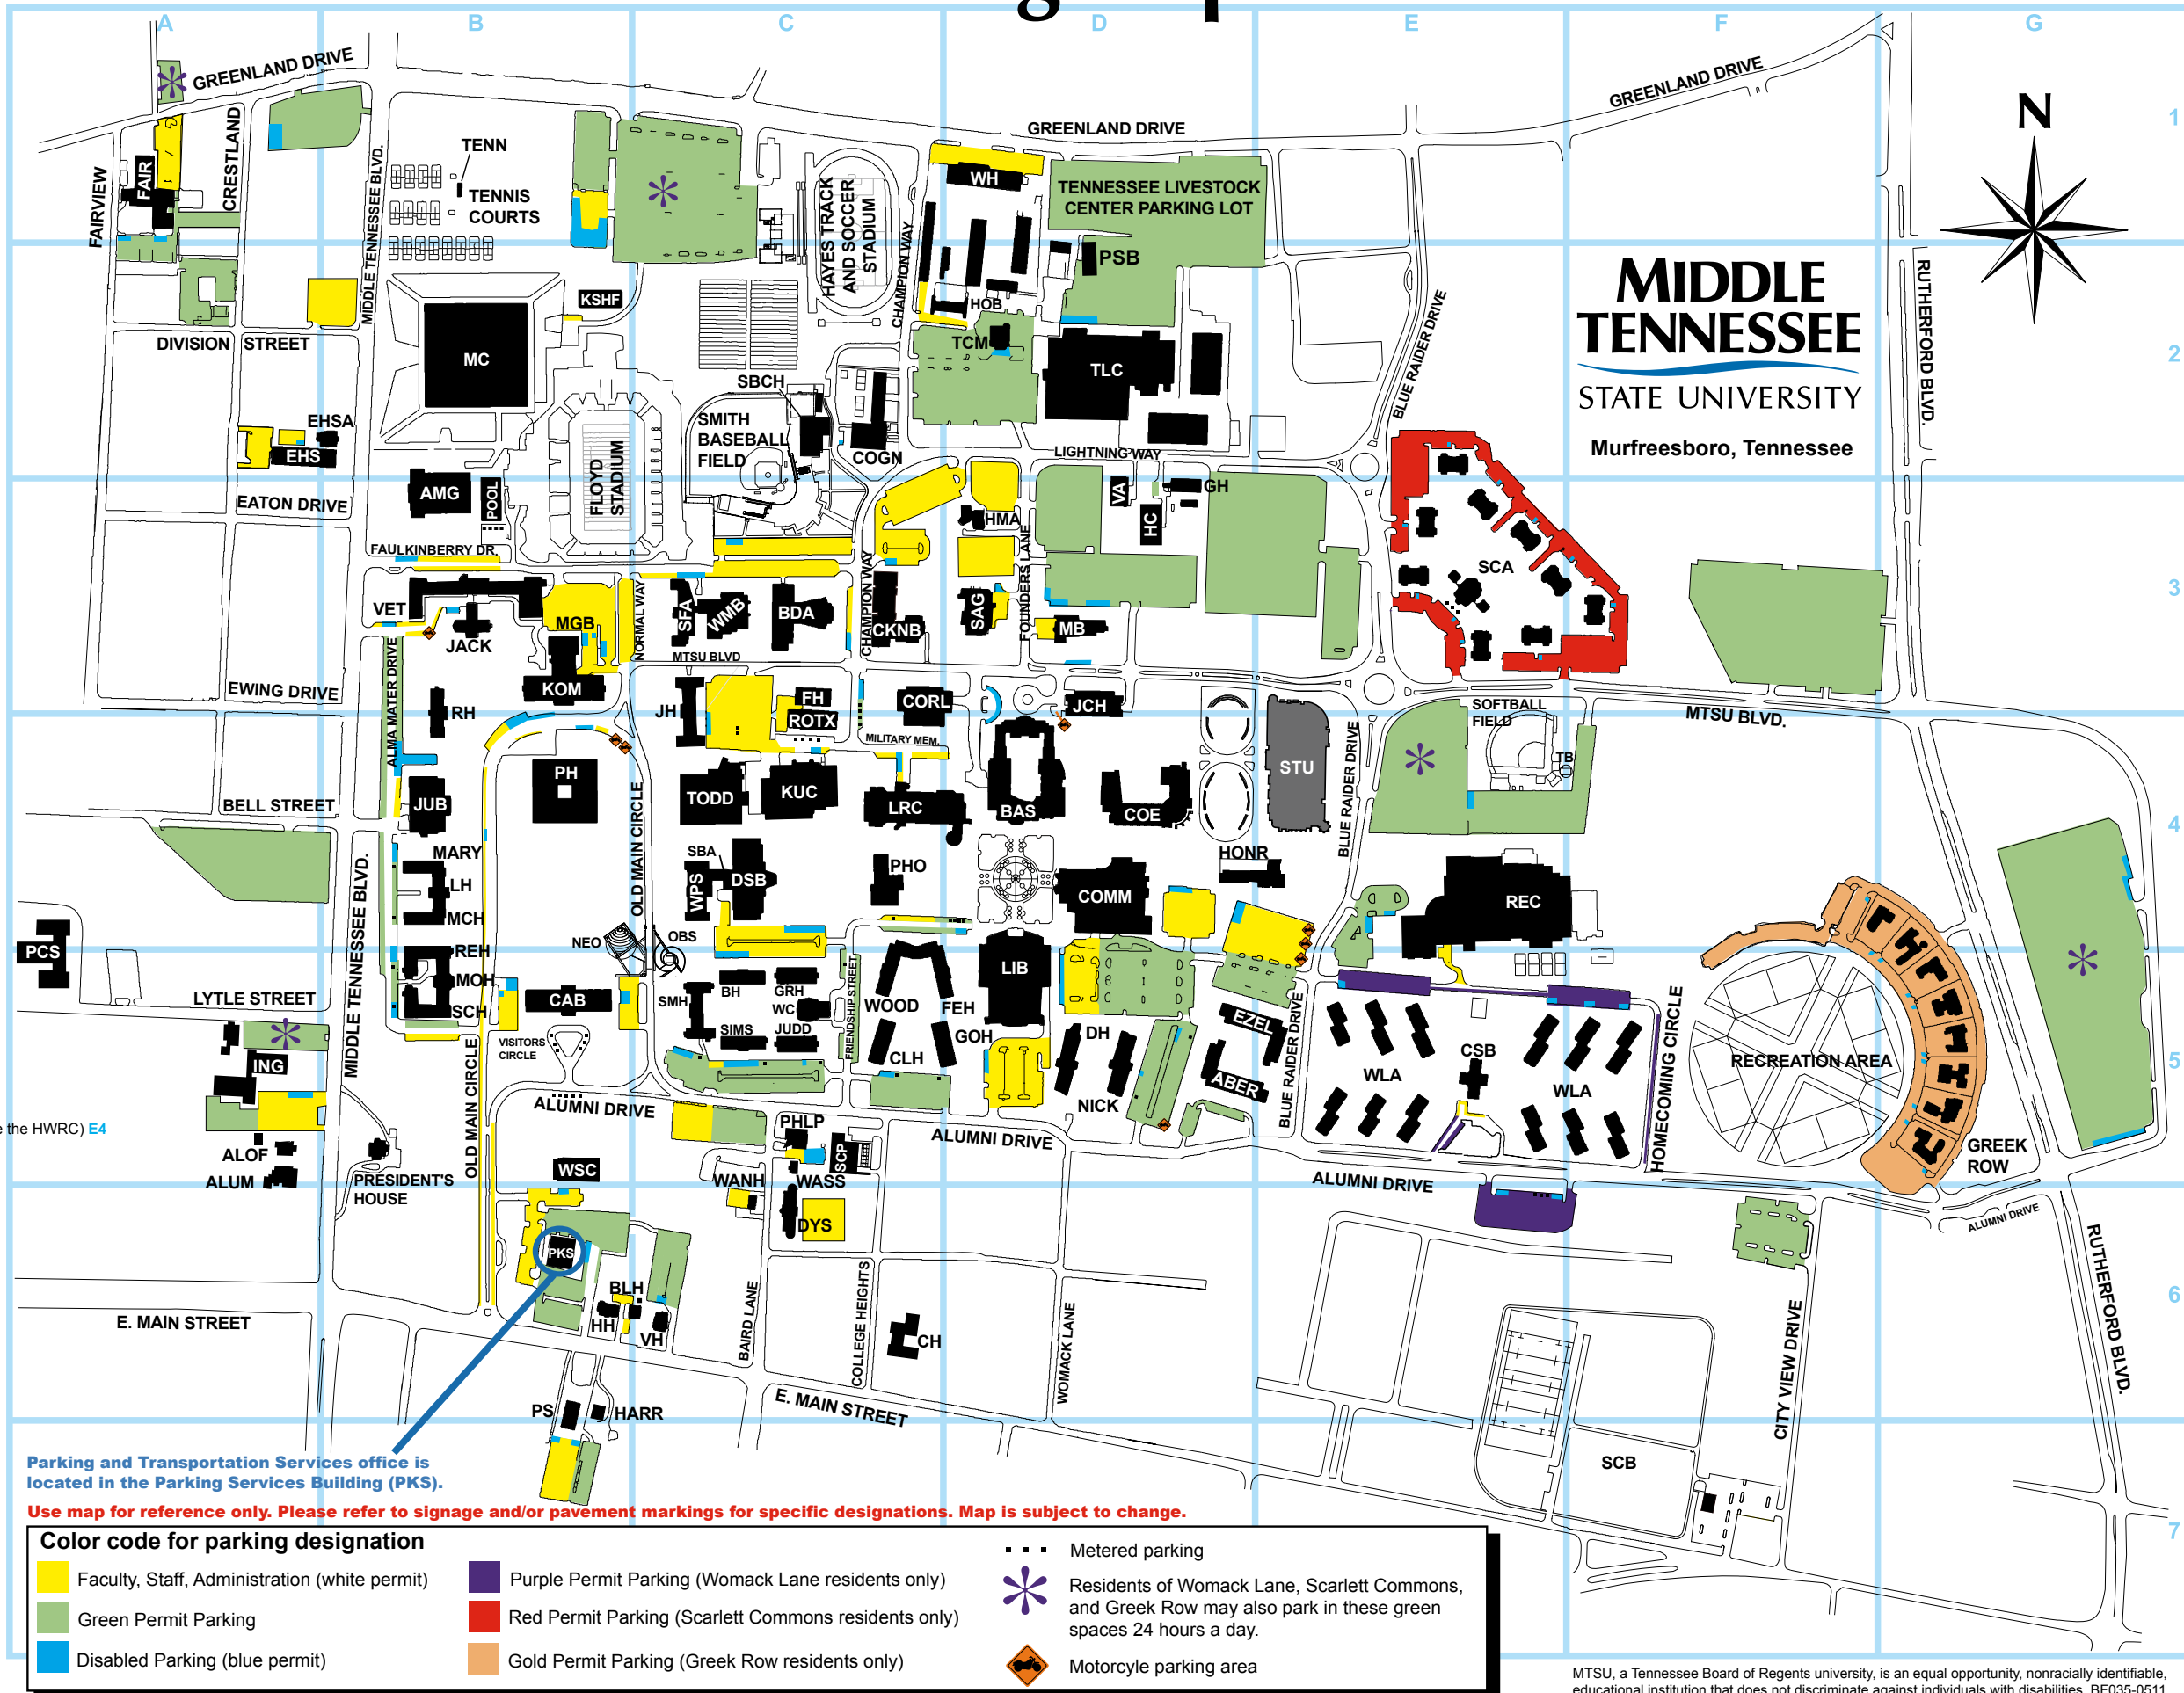 A
B
C
D
E
F
G
GREENLAND DRIVE
GREENLAND DRIVE
GREENLAND DRIVE
N
1
FAIRVIEW
FAIR
CRESTLAND
MIDDLE TENNESSEE BLVD.
TENN
TENNIS
COURTS
HAYES TRACK
AND SOCCER
STADIUM
CHAMPION WAY
WH
TENNESSEE LIVESTOCK
CENTER PARKING LOT
PSB
HOB
KSHF
MIDDLE
TENNESSEE
STATE UNIVERSITY
Murfreesboro, Tennessee
RUTHERFORD BLVD.
BLUE RAIDER DRIVE
2
DIVISION STREET
MC
TCM
TLC
SBCH
SMITH
BASEBALL
FIELD
COGN
EHSA
EHS
FLOYD
STADIUM
LIGHTNING WAY
EATON DRIVE
AMG
POOL
VA
GH
HC
HMA
FOUNDERS LANE
FAULKINBERRY DR.
SCA
3
VET
JACK
MGB
NORMAL WAY
SFA
WMB
BDA
CHAMPION WAY
CKNB
SAG
MB
MTSU BLVD
ALMA MATER DRIVE
EWING DRIVE
KOM
RH
JH
FH
ROTX
CORL
JCH
MILITARY MEM.
SOFTBALL
FIELD
TB
MTSU BLVD.
PH
STU
BLUE RAIDER DRIVE
BELL STREET
JUB
OLD MAIN CIRCLE
TODD
KUC
LRC
BAS
COE
4
MIDDLE TENNESSEE BLVD.
MARY
LH
MCH
SBA
WPS
DSB
PHO
HONR
COMM
REC
PCS
REH
MOH
SCH
NEO
OBS
LIB
LYTLE STREET
CAB
SMH
BH
GRH
WC
SIMS
JUDD
FRIENDSHIP STREET
WOOD
FEH
GOH
CLH
DH
NICK
EZEL
ABER
BLUE RAIDER DRIVE
VISITORS
CIRCLE
WLA
CSB
WLA
HOMECOMING CIRCLE
RECREATION AREA
GREEK
ROW
5
ING
OLD MAIN CIRCLE
ALUMNI DRIVE
ALUMNI DRIVE
ALUMNI DRIVE
ALUMNI DRIVE
e the HWRC) E4
ALOF
ALUM
PRESIDENT'S
HOUSE
WSC
PHLP
SCP
WANH
WASS
DYS
PKS
BLH
HH
VH
BAIRD LANE
COLLEGE HEIGHTS
CH
WOMACK LANE
CITY VIEW DRIVE
RUTHERFORD BLVD.
6
E. MAIN STREET
E. MAIN STREET
PS
HARR
SCB
7
Parking and Transportation Services office is
located in the Parking Services Building (PKS).
Use map for reference only. Please refer to signage and/or pavement markings for specific designations. Map is subject to change.
Color code for parking designation
Faculty, Staff, Administration (white permit)
Green Permit Parking
Disabled Parking (blue permit)
Purple Permit Parking (Womack Lane residents only)
Red Permit Parking (Scarlett Commons residents only)
Gold Permit Parking (Greek Row residents only)
Metered parking
Residents of Womack Lane, Scarlett Commons,
and Greek Row may also park in these green
spaces 24 hours a day.
Motorcyle parking area
MTSU, a Tennessee Board of Regents university, is an equal opportunity, nonracially identifiable,
educational institution that does not discriminate against individuals with disabilities. BF035-0511